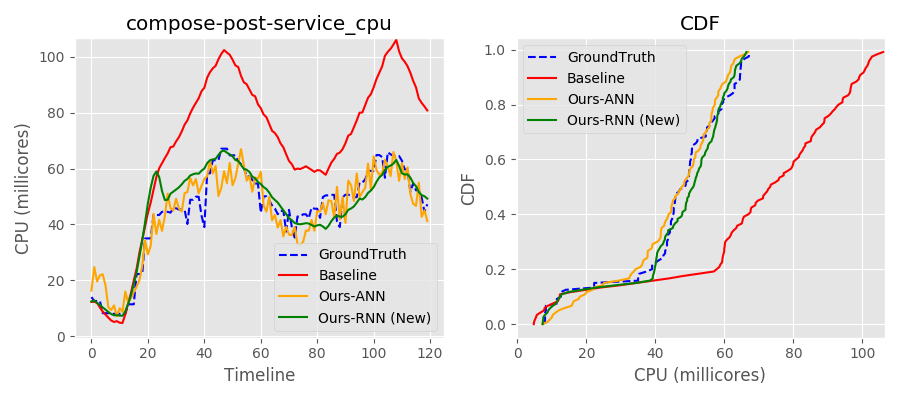 compose-post-service_cpu
CPU (millicores)
100
80
60
40
20
0
0
20
40
60
80
100
120
Timeline
GroundTruth
Baseline
Ours-ANN
Ours-RNN (New)
CDF
CDF
1.0
0.8
0.6
0.4
0.2
0.0
0
20
40
60
80
100
CPU (millicores)
GroundTruth
Baseline
Ours-ANN
Ours-RNN (New)